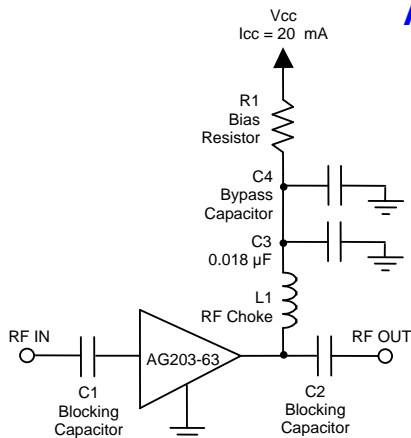 Vcc
Icc = 20 mA
R1
Bias
Resistor
C4
Bypass
Capacitor
C3
0.018 µF
L1
RF Choke
RF IN
AG203-63
RF OUT
C1
Blocking
Capacitor
C2
Blocking
Capacitor